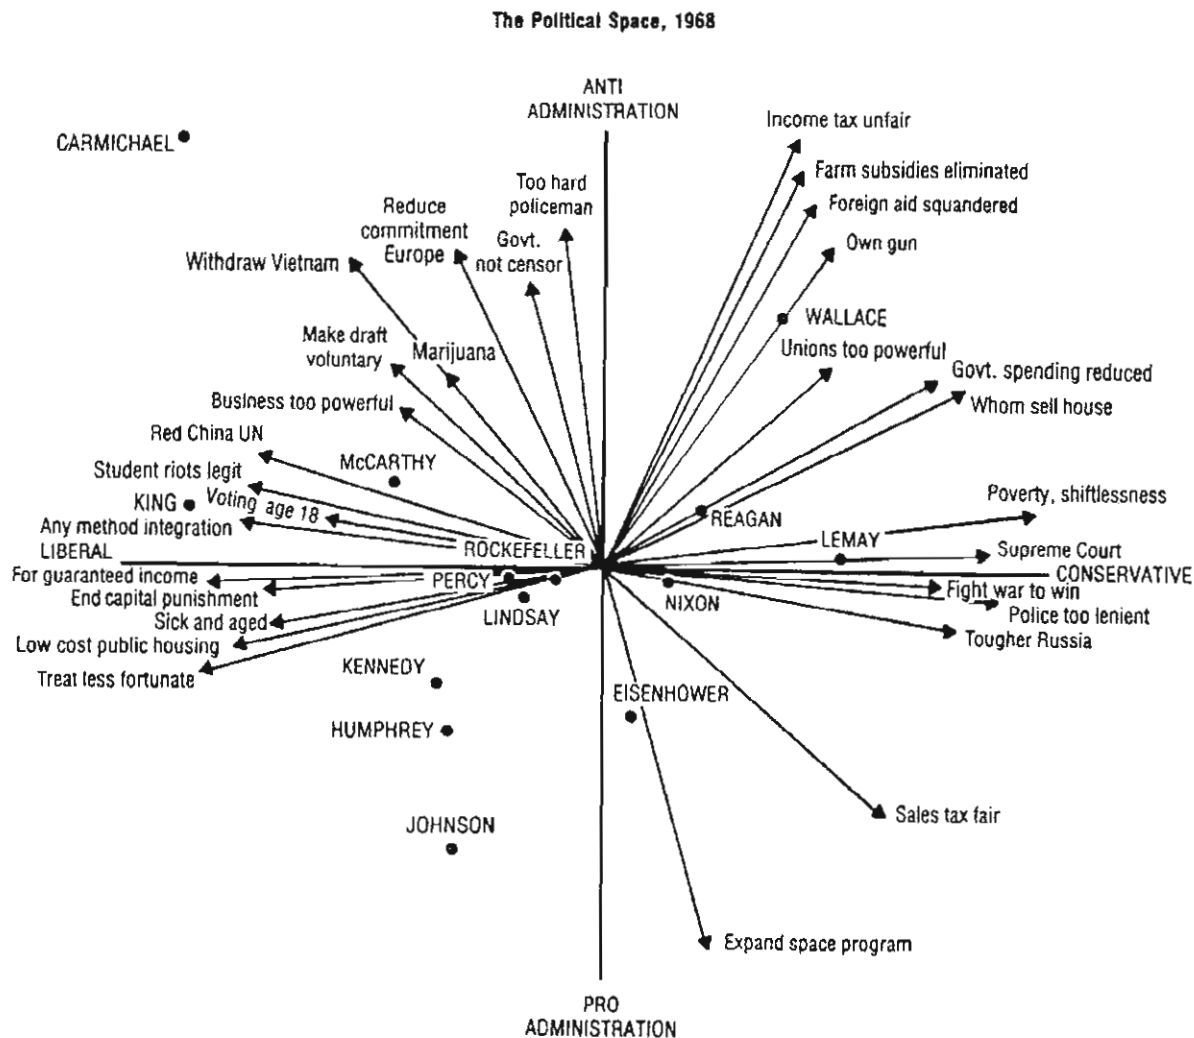 The Political Space, 1968
ANTI
ADMINISTRATION
CARMICHAEL
Income tax unfair
Farm subsidies eliminated
Foreign aid squandered
Own gun
Too hard
policeman
Reduce
commitment
Europe
Govt.
not censor
Withdraw Vietnam
WALLACE
Make draft
voluntary
Marijuana
Unions too powerful
Govt. spending reduced
Whom sell house
Business too powerful
Red China UN
McCARTHY
Student riots legit
KING
Voting age 18
Any method integration
Poverty, shiftlessness
REAGAN
LEMAY
Supreme Court
LIBERAL
ROCKEFELLER
CONSERVATIVE
For guaranteed income
PERCY
End capital punishment
LINDSAY
NIXON
Fight war to win
Police too lenient
Sick and aged
Tougher Russia
Low cost public housing
Treat less fortunate
KENNEDY
EISENHOWER
HUMPHREY
Sales tax fair
JOHNSON
Expand space program
PRO
ADMINISTRATION